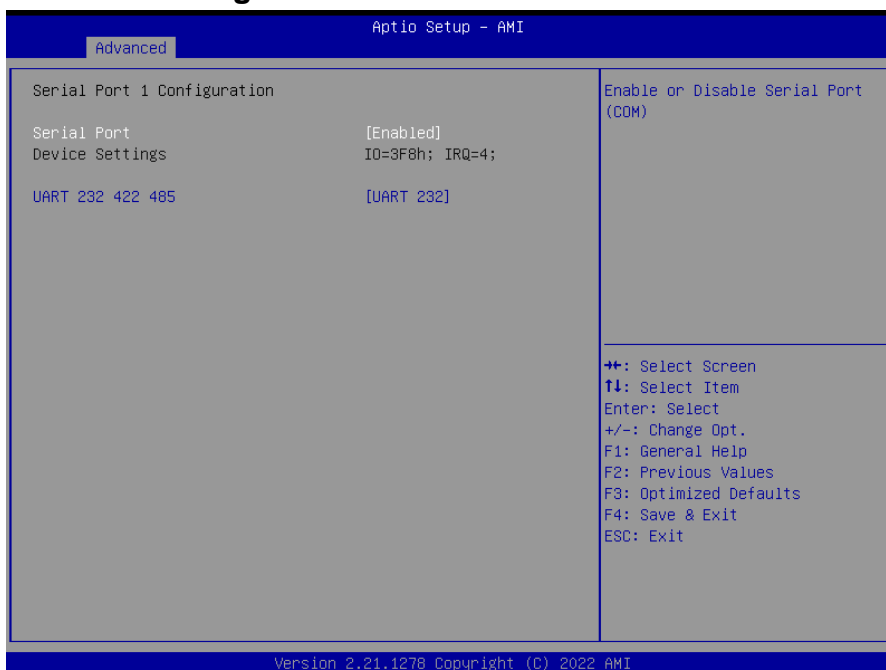 g
Aptio Setup – AMI
Advanced
Serial Port 1 Configuration
Serial Port [Enabled]
Device Settings IO=3F8h; IRQ=4;
UART 232 422 485 [UART 232]
Enable or Disable Serial Port
(COM)
→←: Select Screen
↑↓: Select Item
Enter: Select
+/-: Change Opt.
F1: General Help
F2: Previous Values
F3: Optimized Defaults
F4: Save & Exit
ESC: Exit
Version 2.21.1278 Copyright (C) 2022 AMI